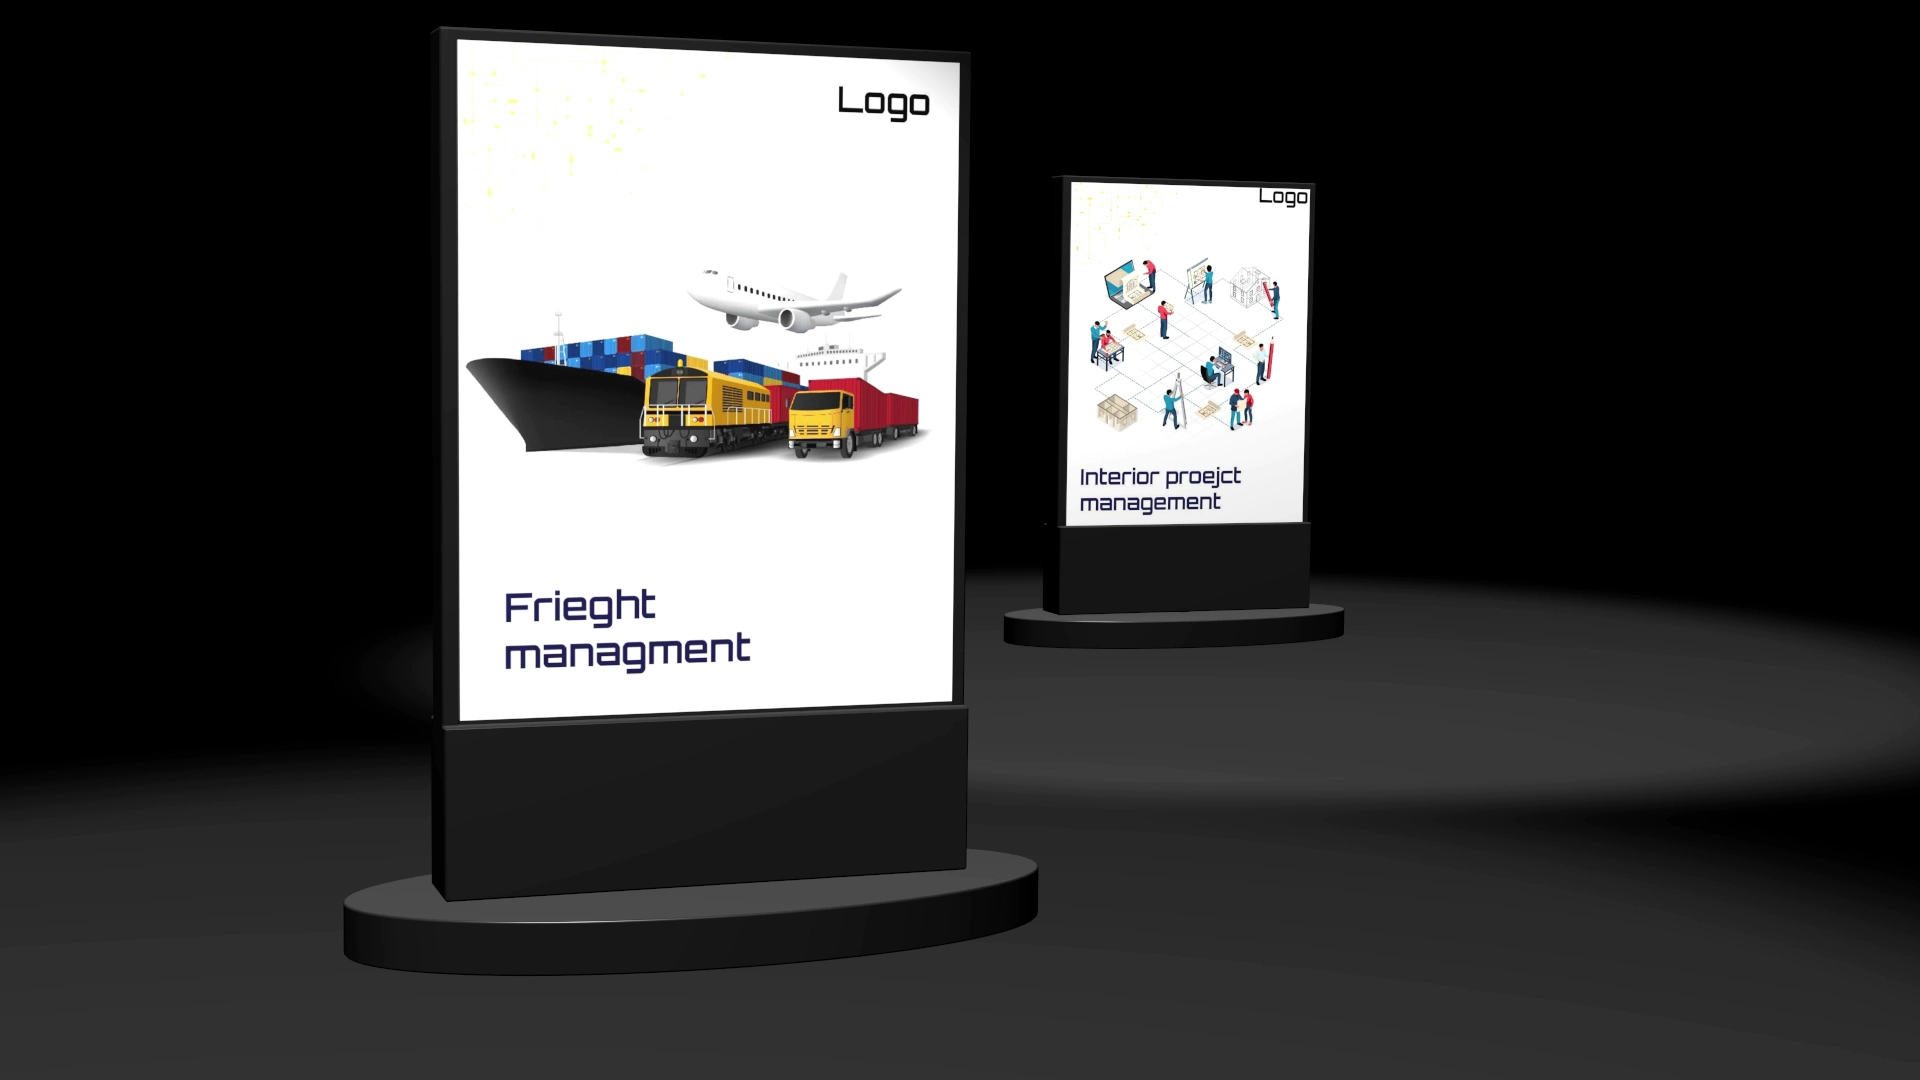 Logo
Frieght
managment
Logo
Interior proejct
management